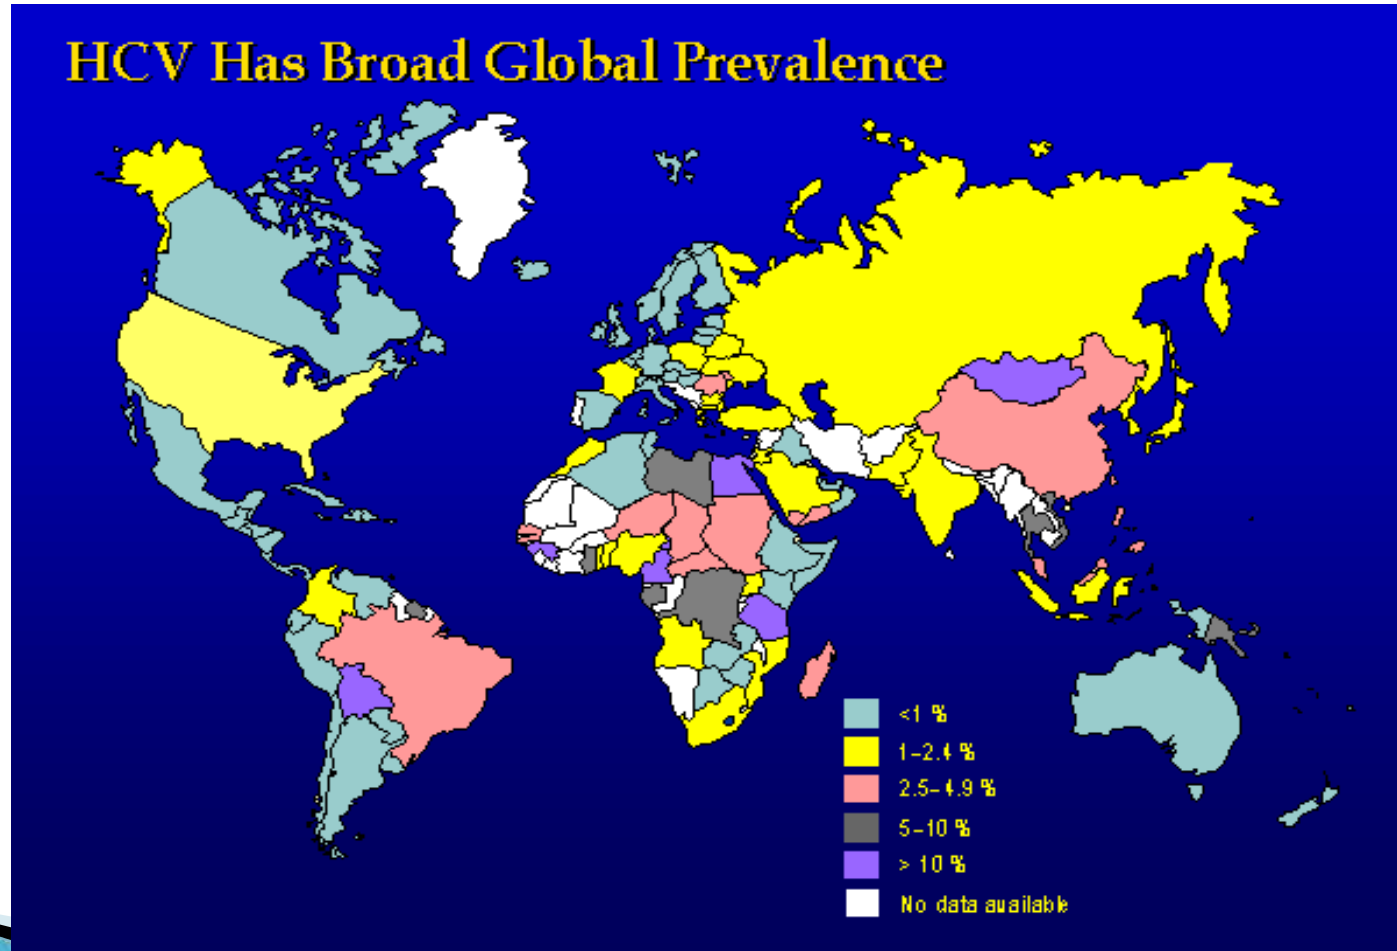 HCV Has Broad Global Prevalence
<1 %
1-2.4 %
2.5-4.9 %
5-10 %
> 10 %
No data available